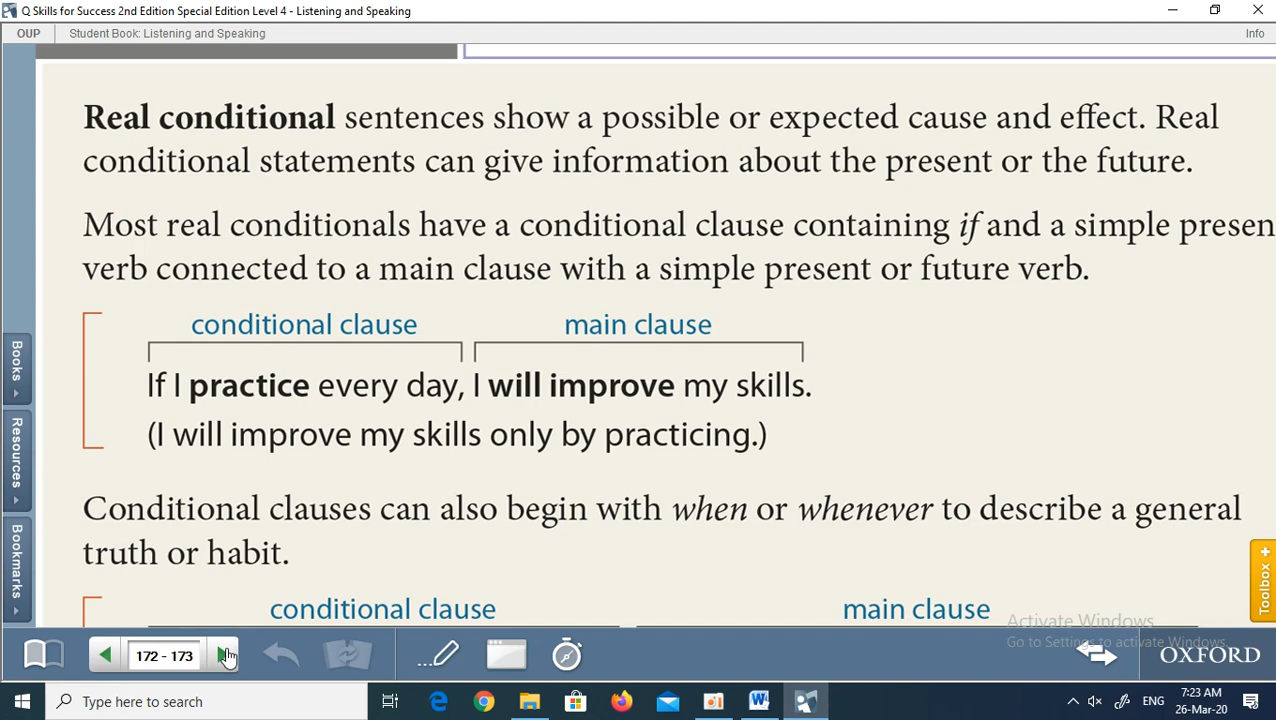 Q Skills for Success 2nd Edition Special Edition Level 4 - Listening and Speaking
OUP Student Book: Listening and Speaking Info
Real conditional sentences show a possible or expected cause and effect. Real
conditional statements can give information about the present or the future.
Most real conditionals have a conditional clause containing if and a simple presen
verb connected to a main clause with a simple present or future verb.
conditional clause main clause
If I practice every day, I will improve my skills.
(I will improve my skills only by practicing.)
Conditional clauses can also begin with when or whenever to describe a general
truth or habit.
conditional clause main clause
Books
Resources
Bookmarks
Toolbox +
Activate Windows
Go to Settings to activate Windows.
172 - 173
OXFORD
Type here to search
ENG
7:23 AM
26-Mar-20